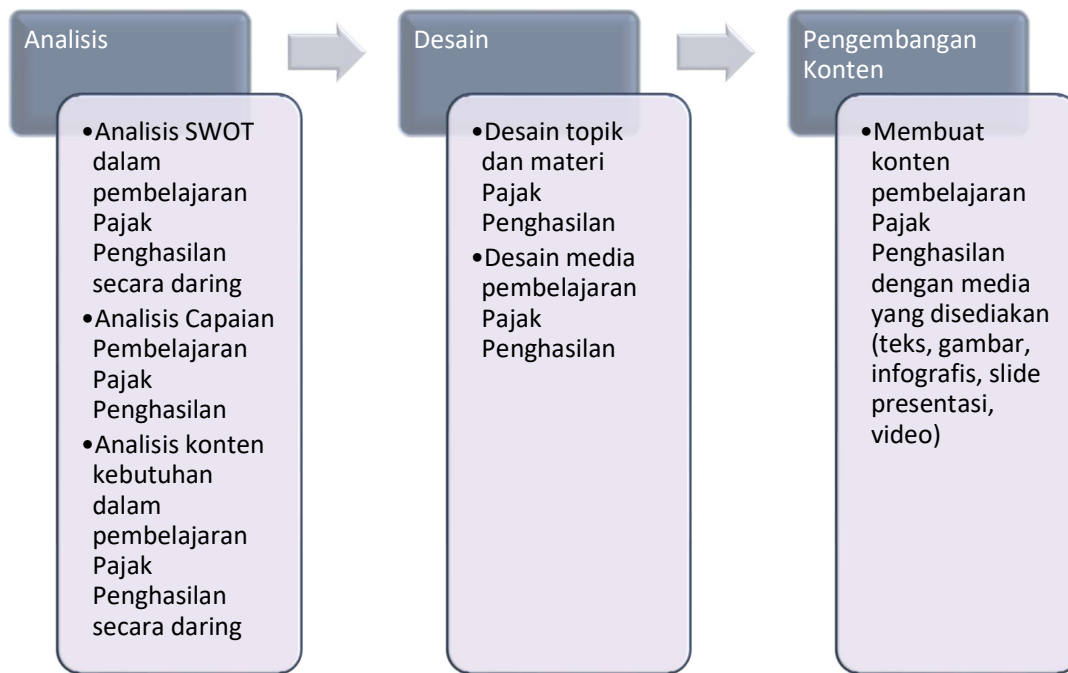 Analisis
•Analisis SWOT
dalam
pembelajaran
Pajak
Penghasilan
secara daring
•Analisis Capaian
Pembelajaran
Pajak
Penghasilan
•Analisis konten
kebutuhan
dalam
pembelajaran
Pajak
Penghasilan
secara daring
Desain
•Desain topik
dan materi
Pajak
Penghasilan
•Desain media
pembelajaran
Pajak
Penghasilan
Pengembangan
Konten
•Membuat
konten
pembelajaran
Pajak
Penghasilan
dengan media
yang disediakan
(teks, gambar,
infografis, slide
presentasi,
video)